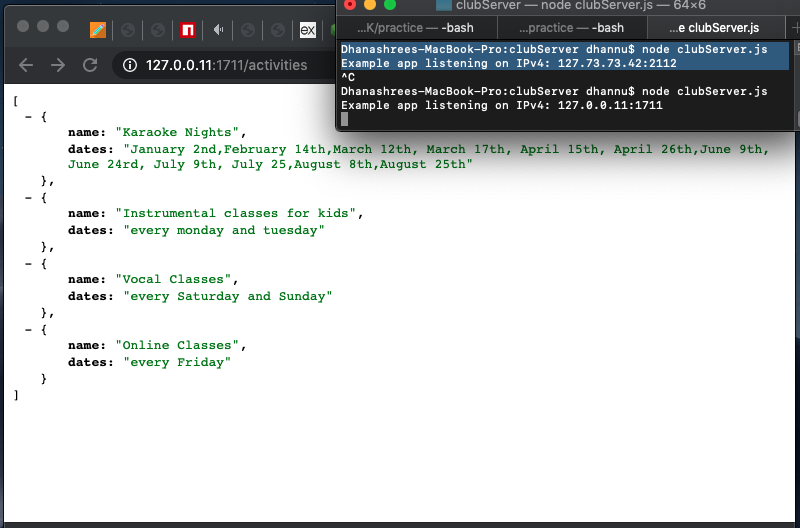 clubServer — node clubServer.js — 64×6
...K/practice — -bash
...practice — -bash
...e clubServer.js
Dhanashrees-MacBook-Pro:clubServer dhannu$ node clubServer.js
Example app listening on IPv4: 127.73.73.42:2112
^C
Dhanashrees-MacBook-Pro:clubServer dhannu$ node clubServer.js
Example app listening on IPv4: 127.0.0.11:1711
n
ex
127.0.0.11:1711/activities
[
- {
name: "Karaoke Nights",
dates: "January 2nd,February 14th,March 12th, March 17th, April 15th, April 26th,June 9th,
June 24rd, July 9th, July 25,August 8th,August 25th"
},
- {
name: "Instrumental classes for kids",
dates: "every monday and tuesday"
},
- {
name: "Vocal Classes",
dates: "every Saturday and Sunday"
},
- {
name: "Online Classes",
dates: "every Friday"
}
]